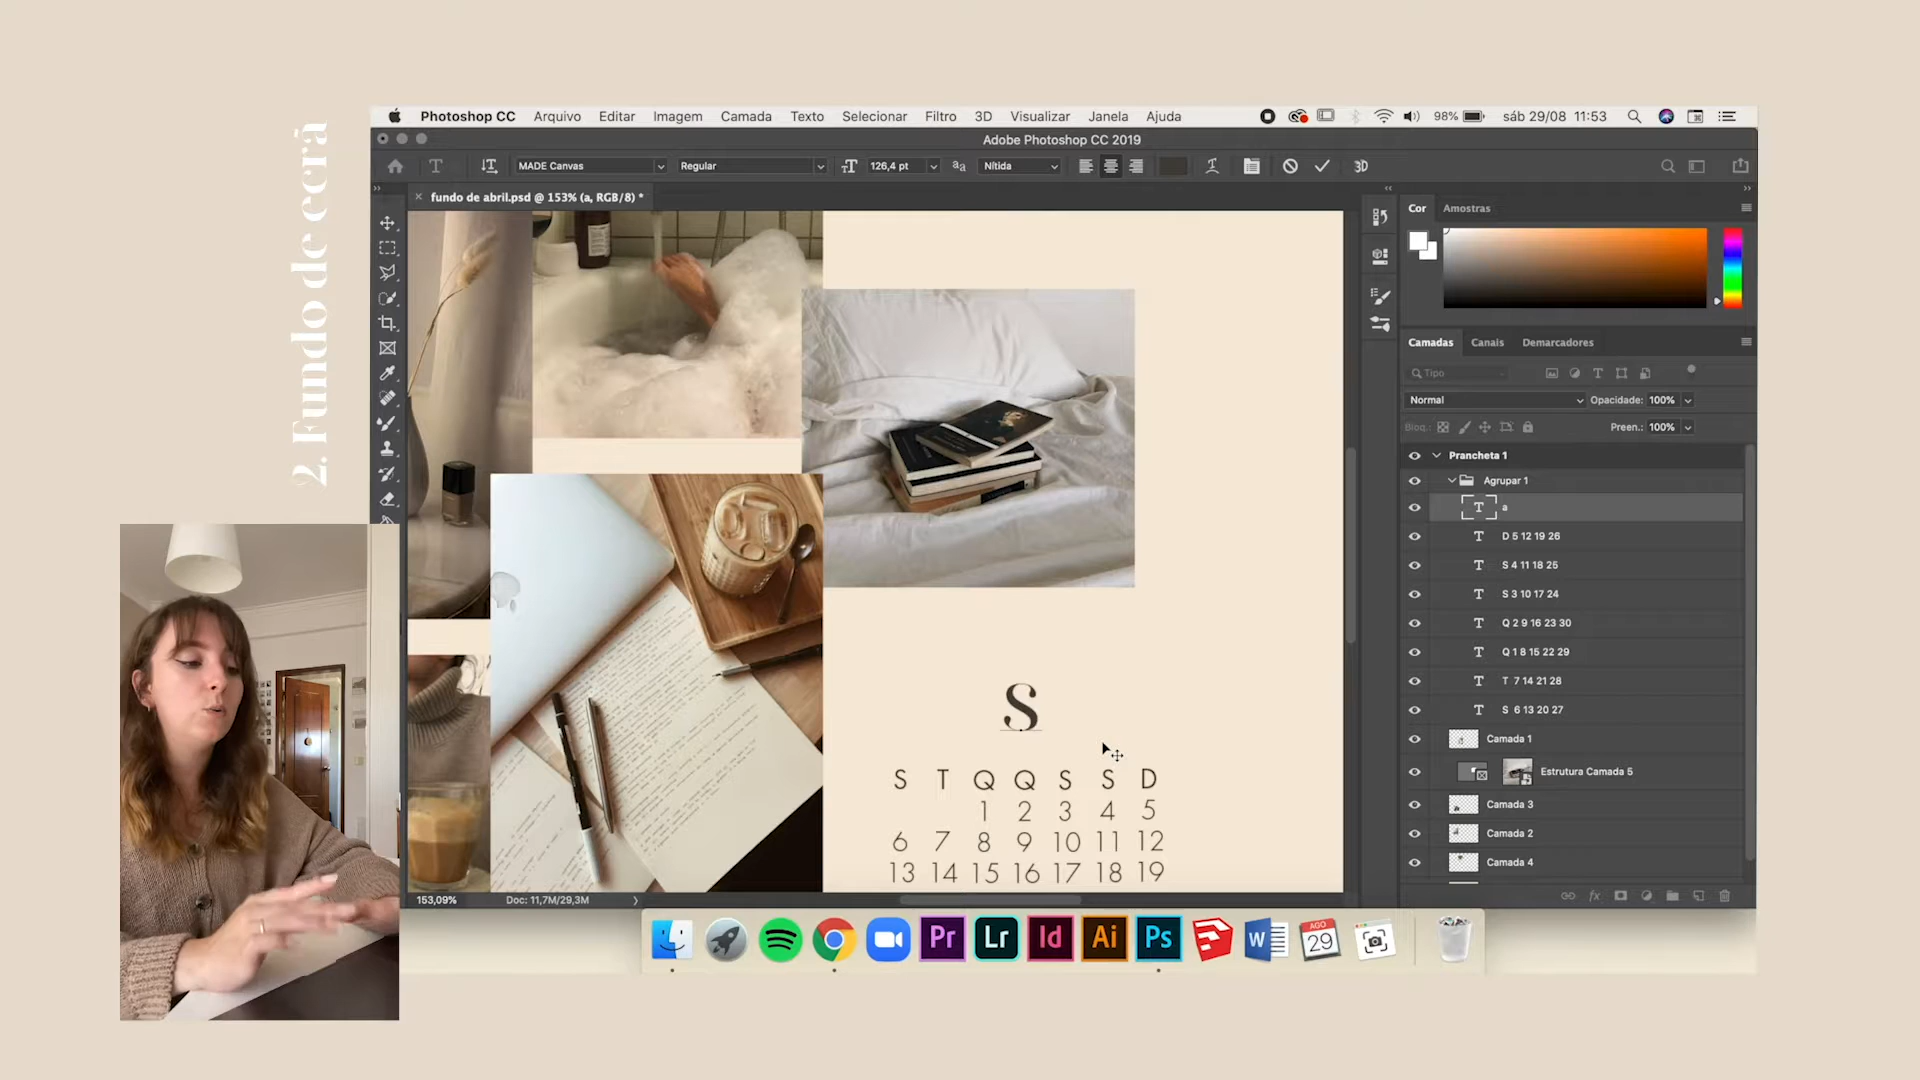 2. Fundo de ecrã
Photoshop CC Arquivo Editar Imagem Camada Texto Selecionar Filtro 3D Visualizar Janela Ajuda 98% sáb 29/08 11:53
Adobe Photoshop CC 2019
T MADE Canvas Regular 126,4 pt aa Nítida 3D
× fundo de abril.psd @ 153% (a, RGB/8) *
Cor Amostras
Camadas Canais Demarcadores
Tipo
Normal Opacidade: 100%
Bloq.: Preen.: 100%
Prancheta 1
Agrupar 1
T a
T D 5 12 19 26
T S 4 11 18 25
T S 3 10 17 24
T Q 2 9 16 23 30
T Q 1 8 15 22 29
T T 7 14 21 28
T S 6 13 20 27
Camada 1
Estrutura Camada 5
Camada 3
Camada 2
Camada 4
fx
S
S T Q Q S S D
1 2 3 4 5
6 7 8 9 10 11 12
13 14 15 16 17 18 19
153,09% Doc: 11,7M/29,3M
Pr Lr Id Ai Ps W AGO 29